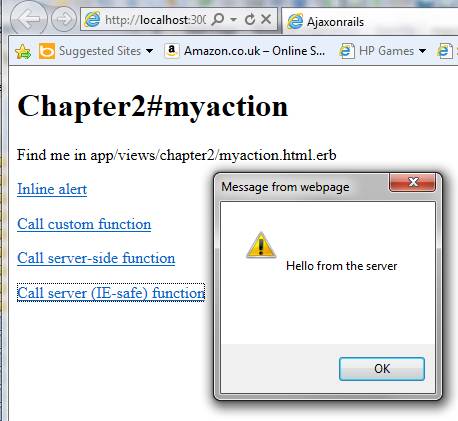 http://localhost:300
Ajaxonrails
Suggested Sites
Amazon.co.uk – Online S...
HP Games
Chapter2#myaction
Find me in app/views/chapter2/myaction.html.erb
Inline alert
Message from webpage
Call custom function
Call server-side function
Hello from the server
Call server (IE-safe) function
OK